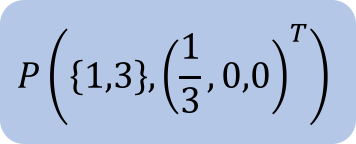 P({1,3}, (1/3, 0,0)^T)